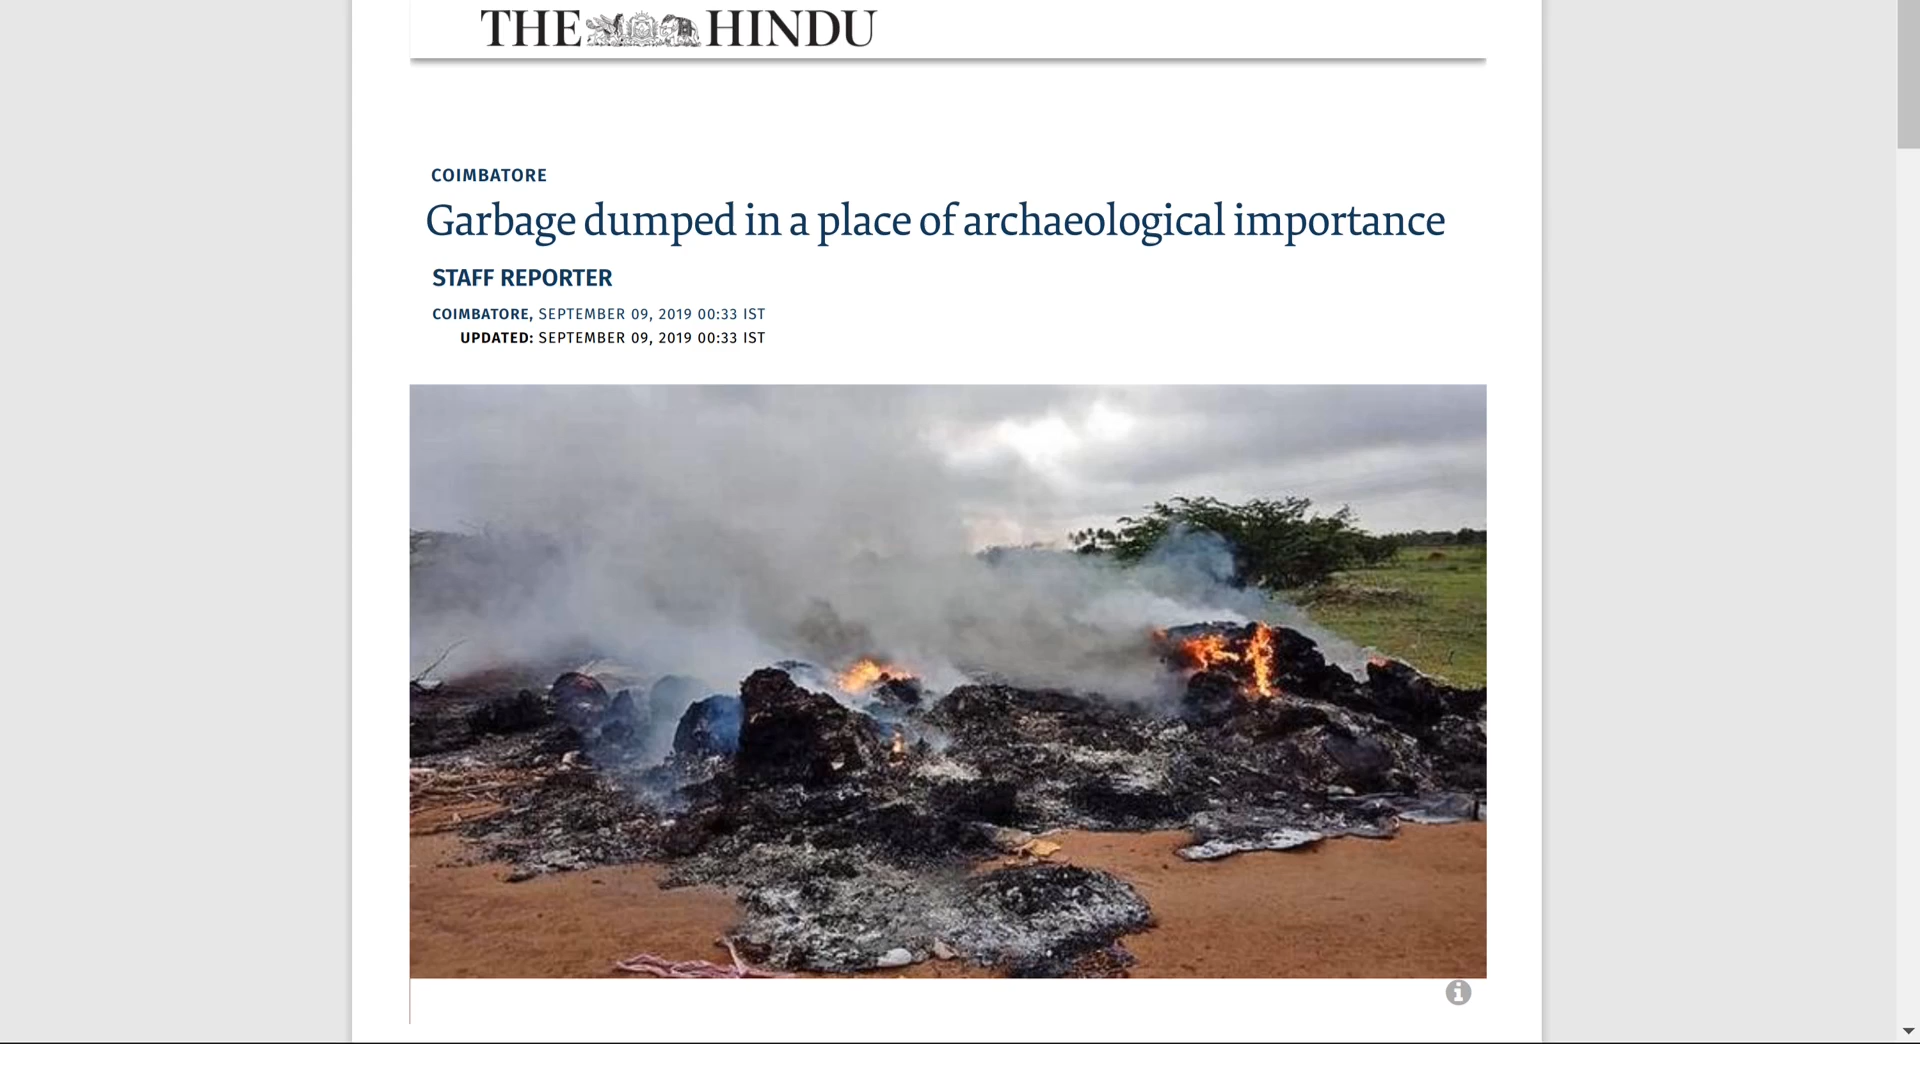 THE HINDU
COIMBATORE
Garbage dumped in a place of archaeological importance
STAFF REPORTER
COIMBATORE, SEPTEMBER 09, 2019 00:33 IST
UPDATED: SEPTEMBER 09, 2019 00:33 IST